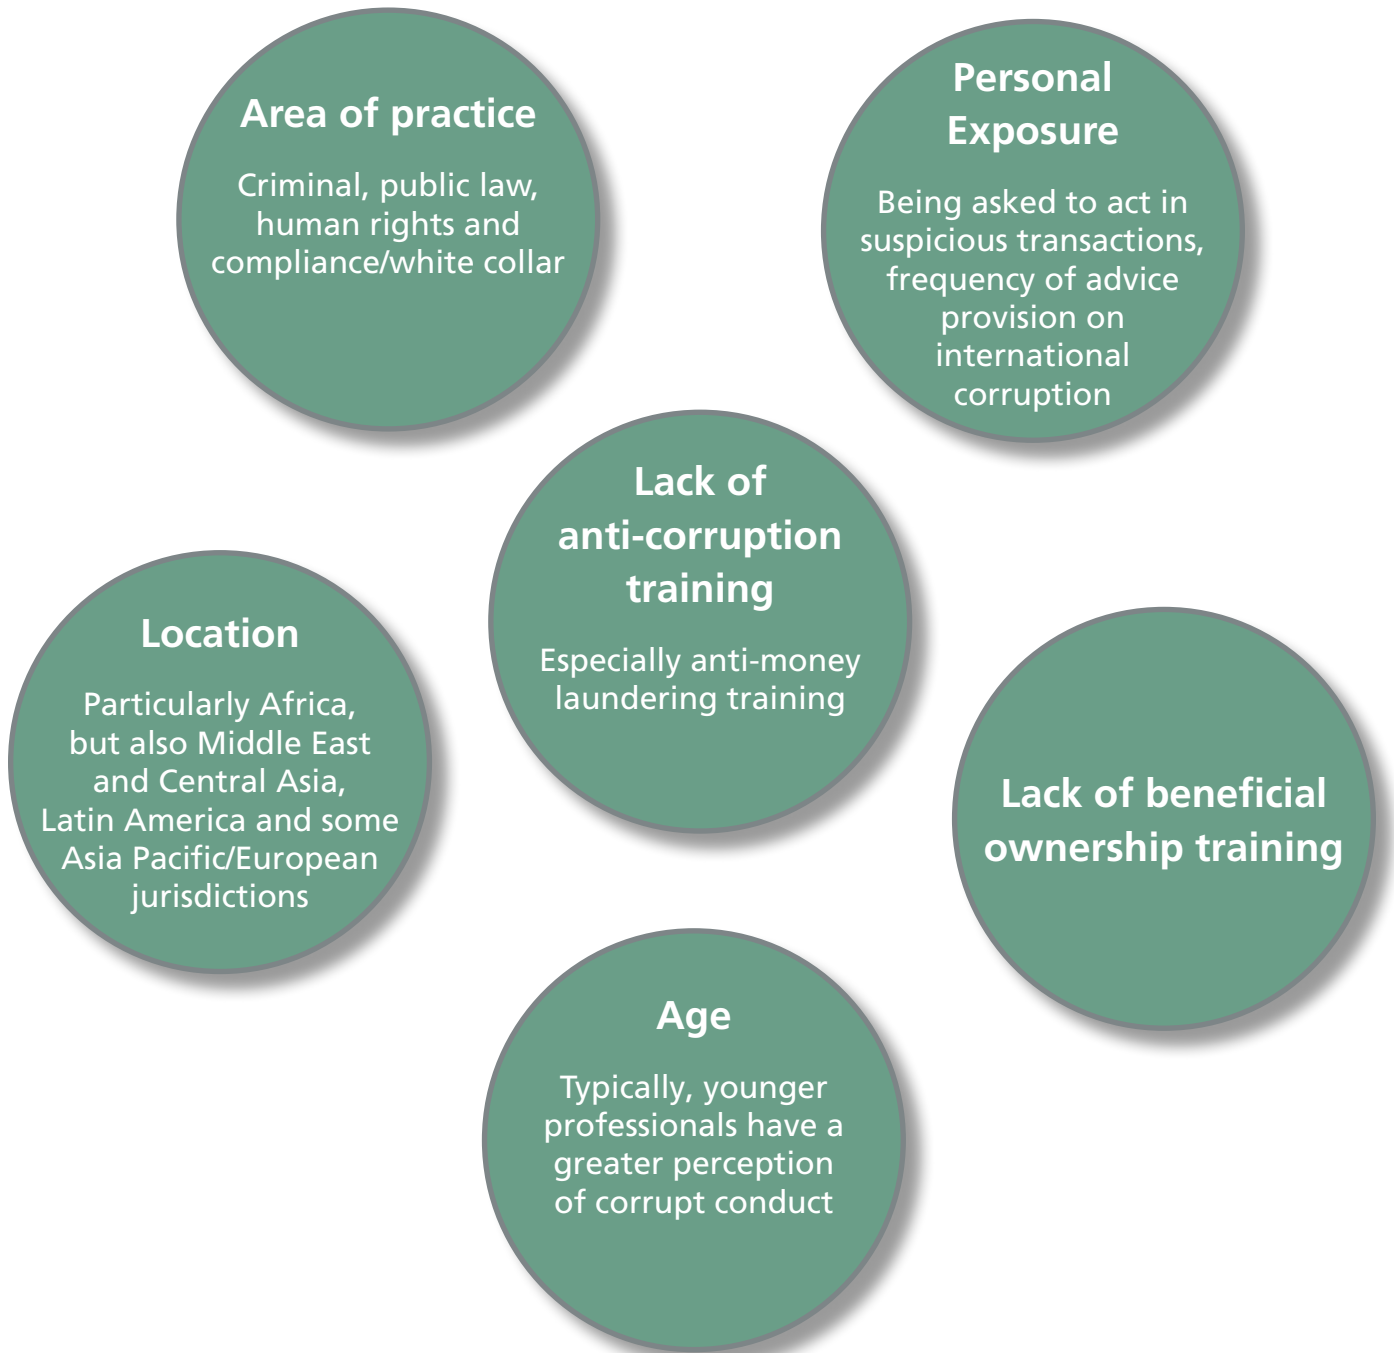 Area of practice
Criminal, public law,
human rights and
compliance/white collar
Personal
Exposure
Being asked to act in
suspicious transactions,
frequency of advice
provision on
international
corruption
Lack of
anti-corruption
training
Especially anti-money
laundering training
Location
Particularly Africa,
but also Middle East
and Central Asia,
Latin America and some
Asia Pacific/European
jurisdictions
Lack of beneficial
ownership training
Age
Typically, younger
professionals have a
greater perception
of corrupt conduct